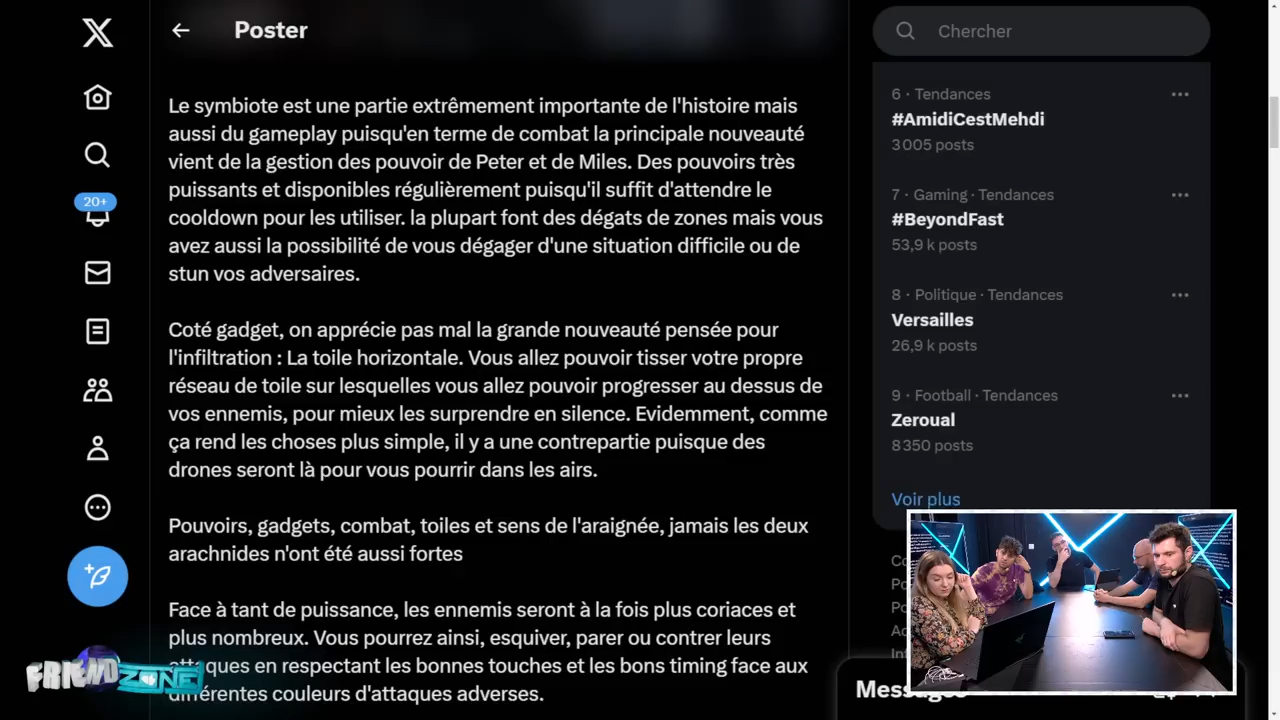 Poster
Le symbiote est une partie extrêmement importante de l'histoire mais
aussi du gameplay puisqu'en terme de combat la principale nouveauté
vient de la gestion des pouvoir de Peter et de Miles. Des pouvoirs très
puissants et disponibles régulièrement puisqu'il suffit d'attendre le
cooldown pour les utiliser. la plupart font des dégats de zones mais vous
avez aussi la possibilité de vous dégager d'une situation difficile ou de
stun vos adversaires.
Coté gadget, on apprécie pas mal la grande nouveauté pensée pour
l'infiltration : La toile horizontale. Vous allez pouvoir tisser votre propre
réseau de toile sur lesquelles vous allez pouvoir progresser au dessus de
vos ennemis, pour mieux les surprendre en silence. Evidemment, comme
ça rend les choses plus simple, il y a une contrepartie puisque des
drones seront là pour vous pourrir dans les airs.
Pouvoirs, gadgets, combat, toiles et sens de l'araignée, jamais les deux
arachnides n'ont été aussi fortes
Face à tant de puissance, les ennemis seront à la fois plus coriaces et
plus nombreux. Vous pourrez ainsi, esquiver, parer ou contrer leurs
attaques en respectant les bonnes touches et les bons timing face aux
différentes couleurs d'attaques adverses.
20+
Chercher
6 · Tendances
#AmidiCestMehdi
3 005 posts
7 · Gaming · Tendances
#BeyondFast
53,9 k posts
8 · Politique · Tendances
Versailles
26,9 k posts
9 · Football · Tendances
Zeroual
8 350 posts
Voir plus
Messages
FRIEND ZONE